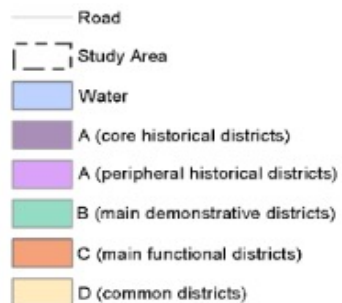 Road
Study Area
Water
A (core historical districts)
A (peripheral historical districts)
B (main demonstrative districts)
C (main functional districts)
D (common districts)